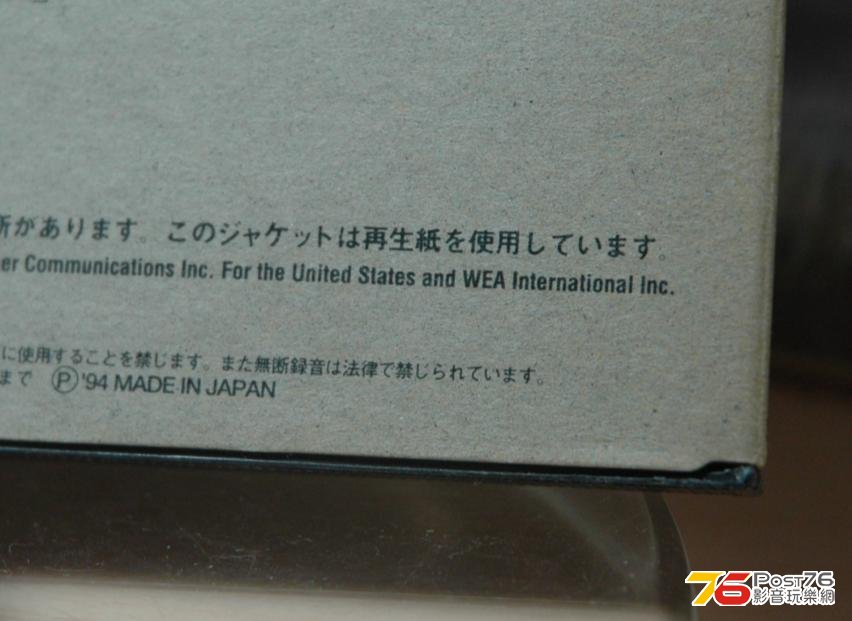 所があります。このジャケットは再生紙を使用しています。
er Communications Inc. For the United States and WEA International Inc.
に使用することを禁じます。また無断録音は法律で禁じられています。
まで Ⓟ'94 MADE IN JAPAN
76 POST76
影音玩樂網